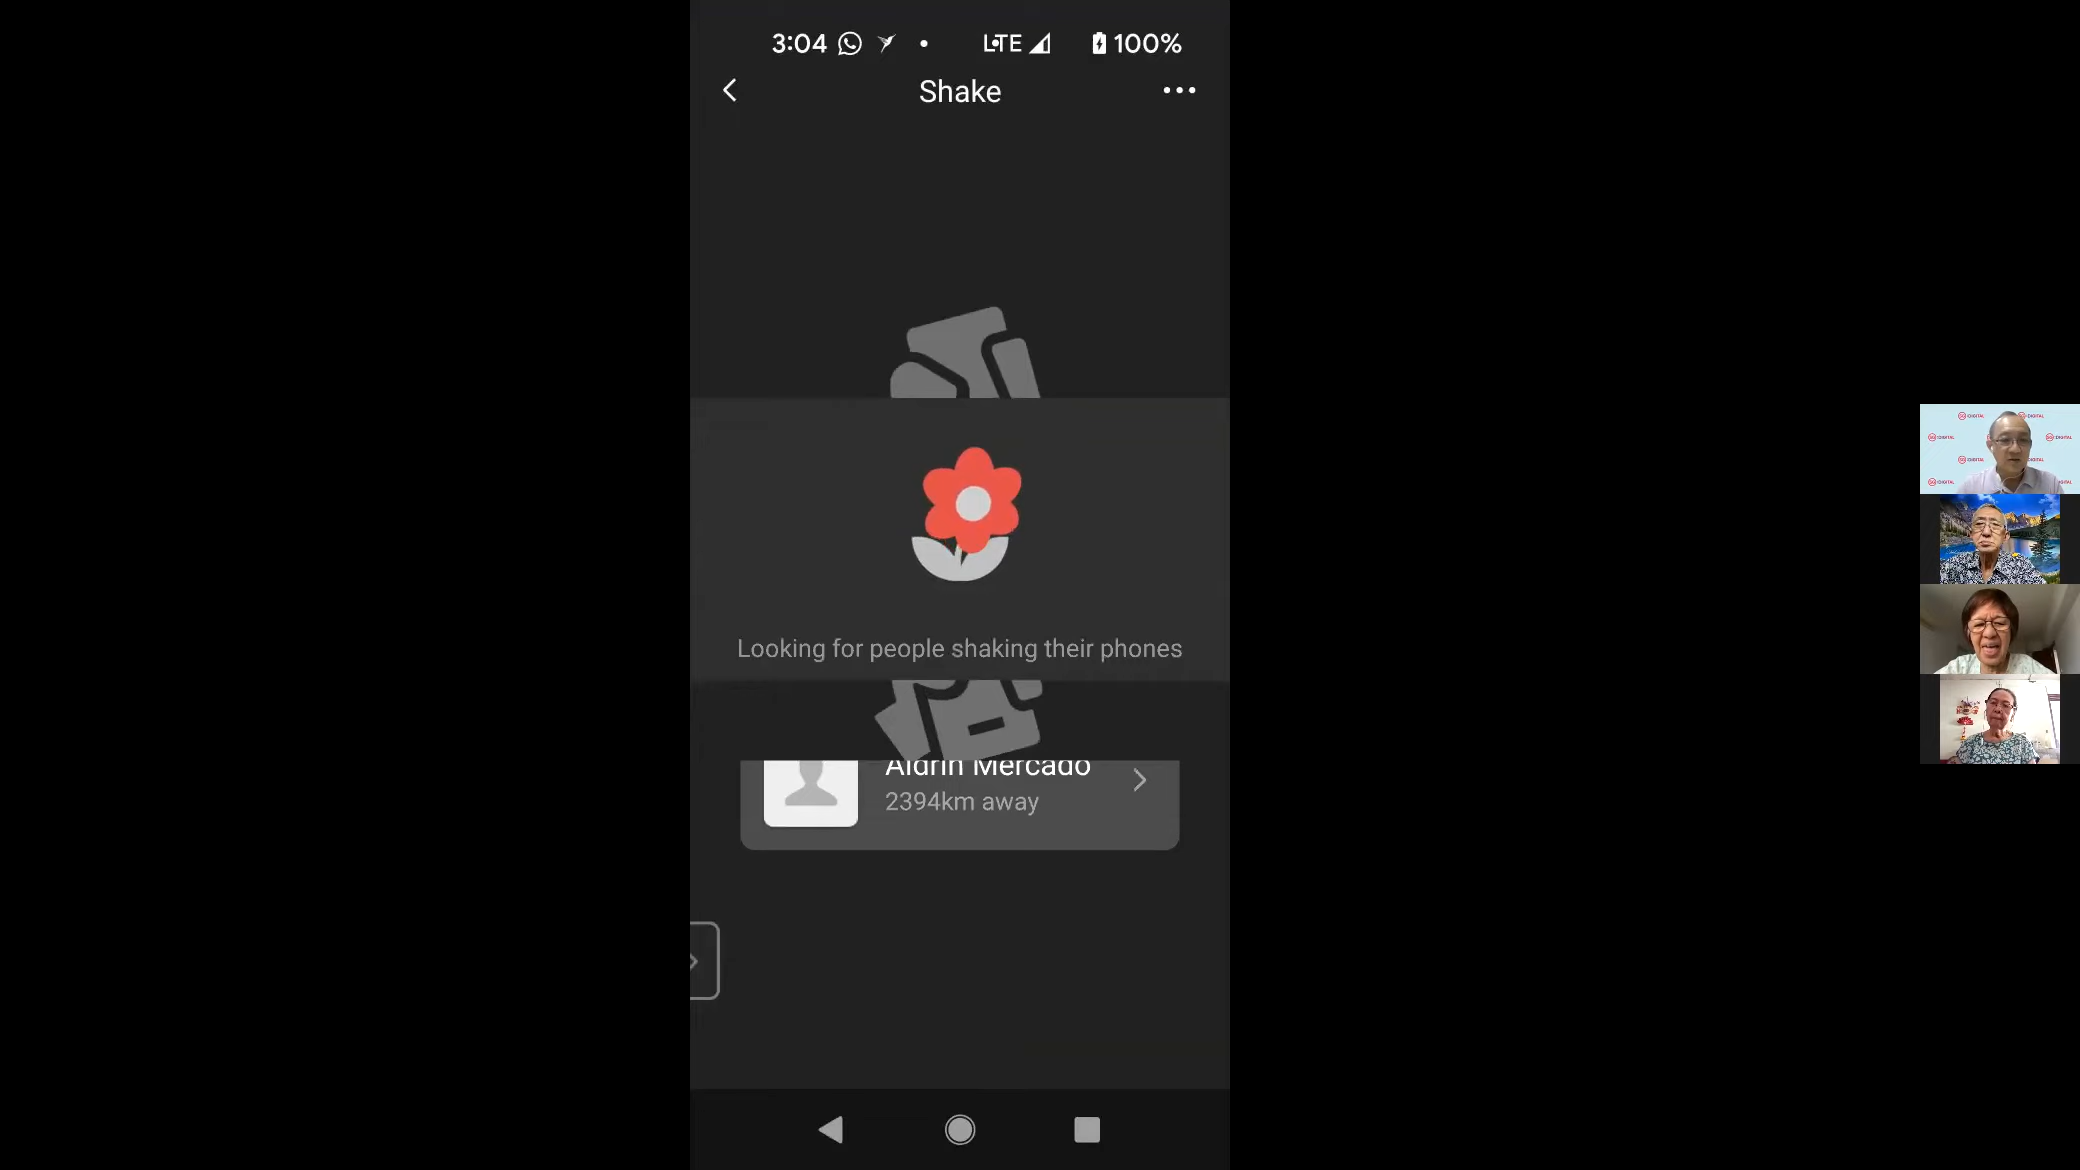 3:04
LTE
100%
Shake
Looking for people shaking their phones
Aldrin Mercado
2394km away